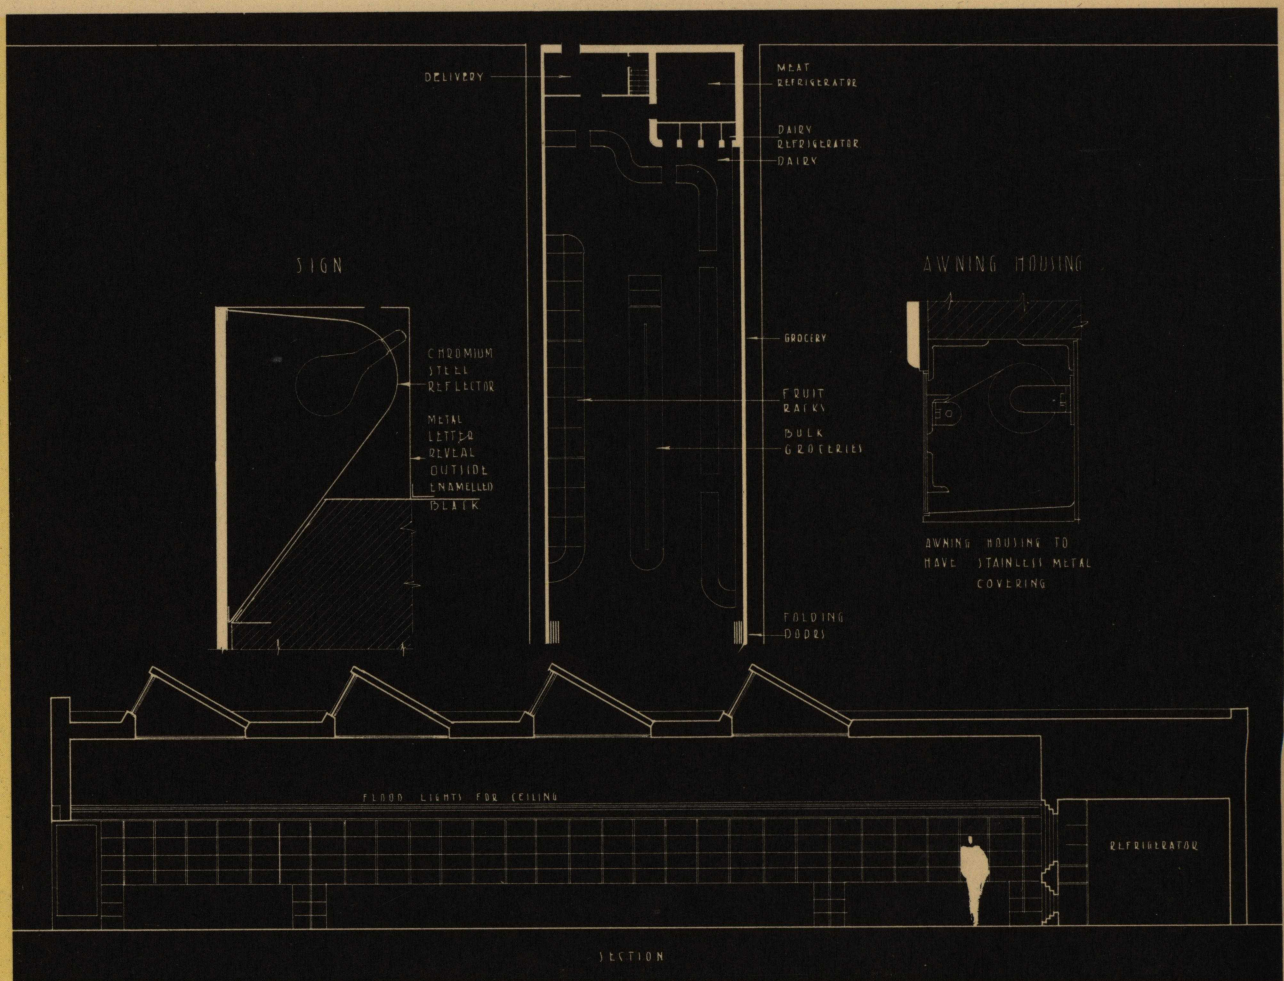 DELIVERY
MEAT
REFRIGERATOR
DAIRY
REFRIGERATOR
DAIRY
SIGN
CHROMIUM
STEEL
REFLECTOR
METAL
LETTER
REVEAL
OUTSIDE
ENAMELLED
BLACK
GROCERY
FRUIT
RACKS
BULK
GROCERIES
FOLDING
DOORS
AWNING HOUSING
AWNING HOUSING TO
HAVE STAINLESS METAL
COVERING
FLOOD LIGHTS FOR CEILING
REFRIGERATOR
SECTION